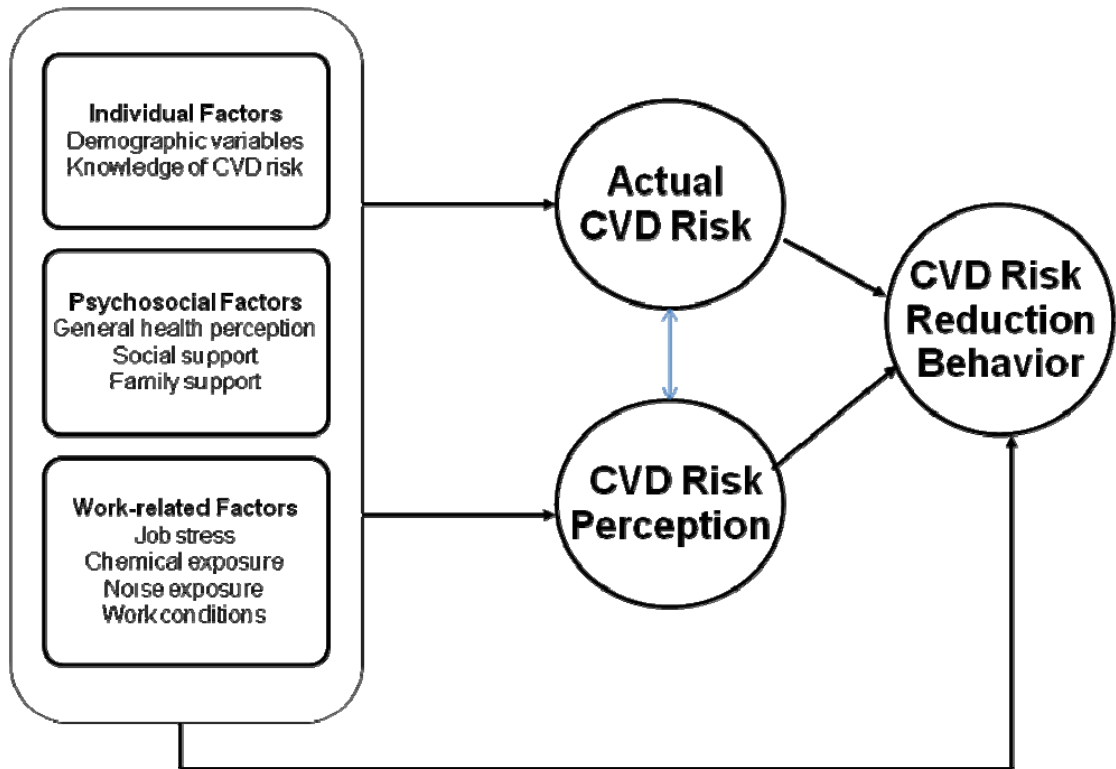 Individual Factors
Demographic variables
Knowledge of CVD risk
Psychosocial Factors
General health perception
Social support
Family support
Work-related Factors
Job stress
Chemical exposure
Noise exposure
Work conditions
Actual
CVD Risk
CVD Risk
Perception
CVD Risk
Reduction
Behavior